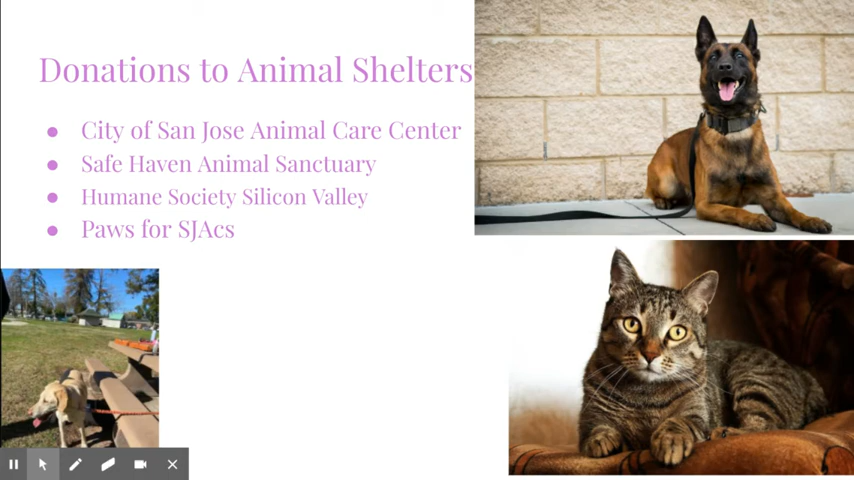 Donations to Animal Shelters
City of San Jose Animal Care Center
Safe Haven Animal Sanctuary
Humane Society Silicon Valley
Paws for SJAcs